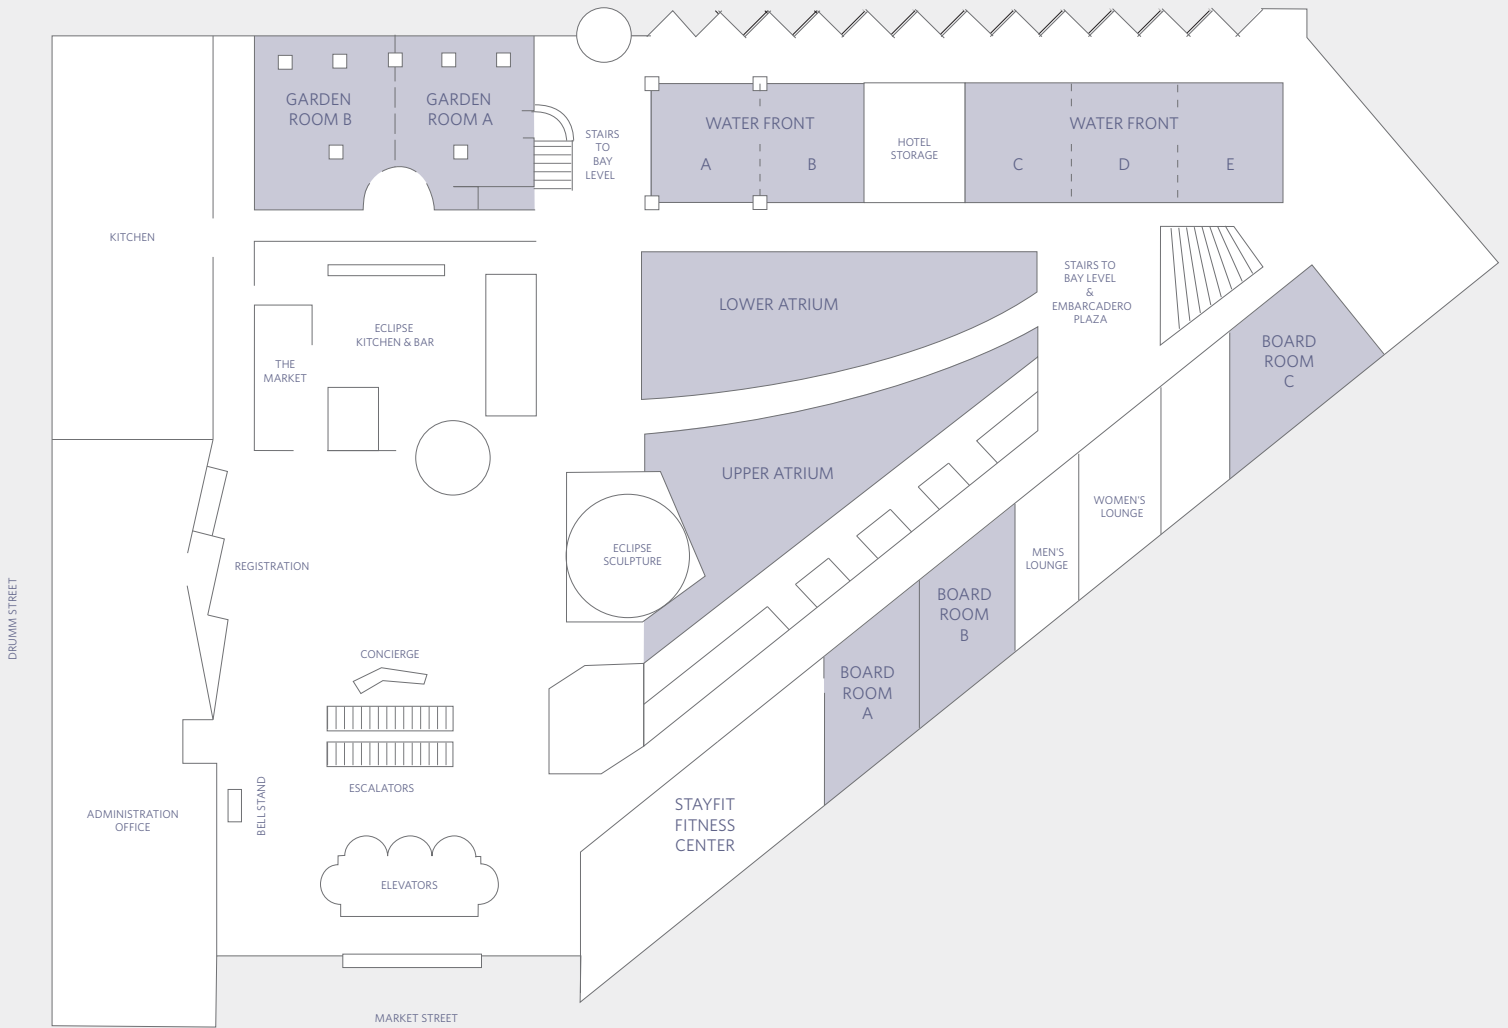 GARDEN
ROOM B
GARDEN
ROOM A
STAIRS
TO
BAY
LEVEL
WATER FRONT
A
B
HOTEL
STORAGE
WATER FRONT
C
D
E
KITCHEN
ECLIPSE
KITCHEN & BAR
THE
MARKET
LOWER ATRIUM
STAIRS TO
BAY LEVEL
&
EMBARCADERO
PLAZA
BOARD
ROOM
C
UPPER ATRIUM
WOMEN'S
LOUNGE
MEN'S
LOUNGE
ECLIPSE
SCULPTURE
REGISTRATION
DRUMM STREET
BOARD
ROOM
B
CONCIERGE
BOARD
ROOM
A
ESCALATORS
BELL STAND
ADMINISTRATION
OFFICE
STAYFIT
FITNESS
CENTER
ELEVATORS
MARKET STREET